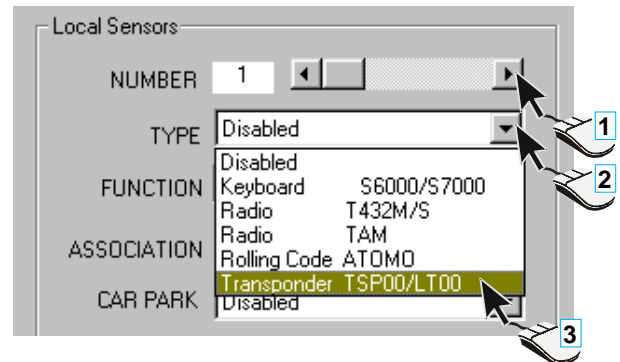 Local Sensors
NUMBER 1
1
TYPE Disabled
2
Disabled
FUNCTION Keyboard S6000/S7000
Radio T432M/S
Radio TAM
ASSOCIATION Rolling Code ATOMO
Transponder TSP00/LT00
CAR PARK Disabled
3